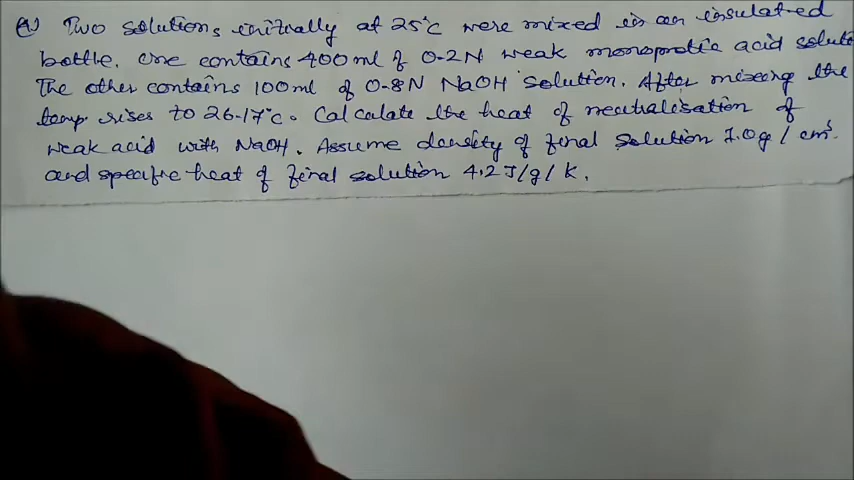 Q) Two solutions initially at 25°C were mixed in an insulated
bottle. One contains 400 ml of 0.2N weak monoprotic acid solut
The other contains 100 ml of 0.8N NaOH solution. After mixing the
temp rises to 26.17°C. Calculate the heat of neutralisation of
weak acid with NaOH. Assume density of final solution 1.0g / cm³.
and specific heat of final solution 4.2 J/g/ K.